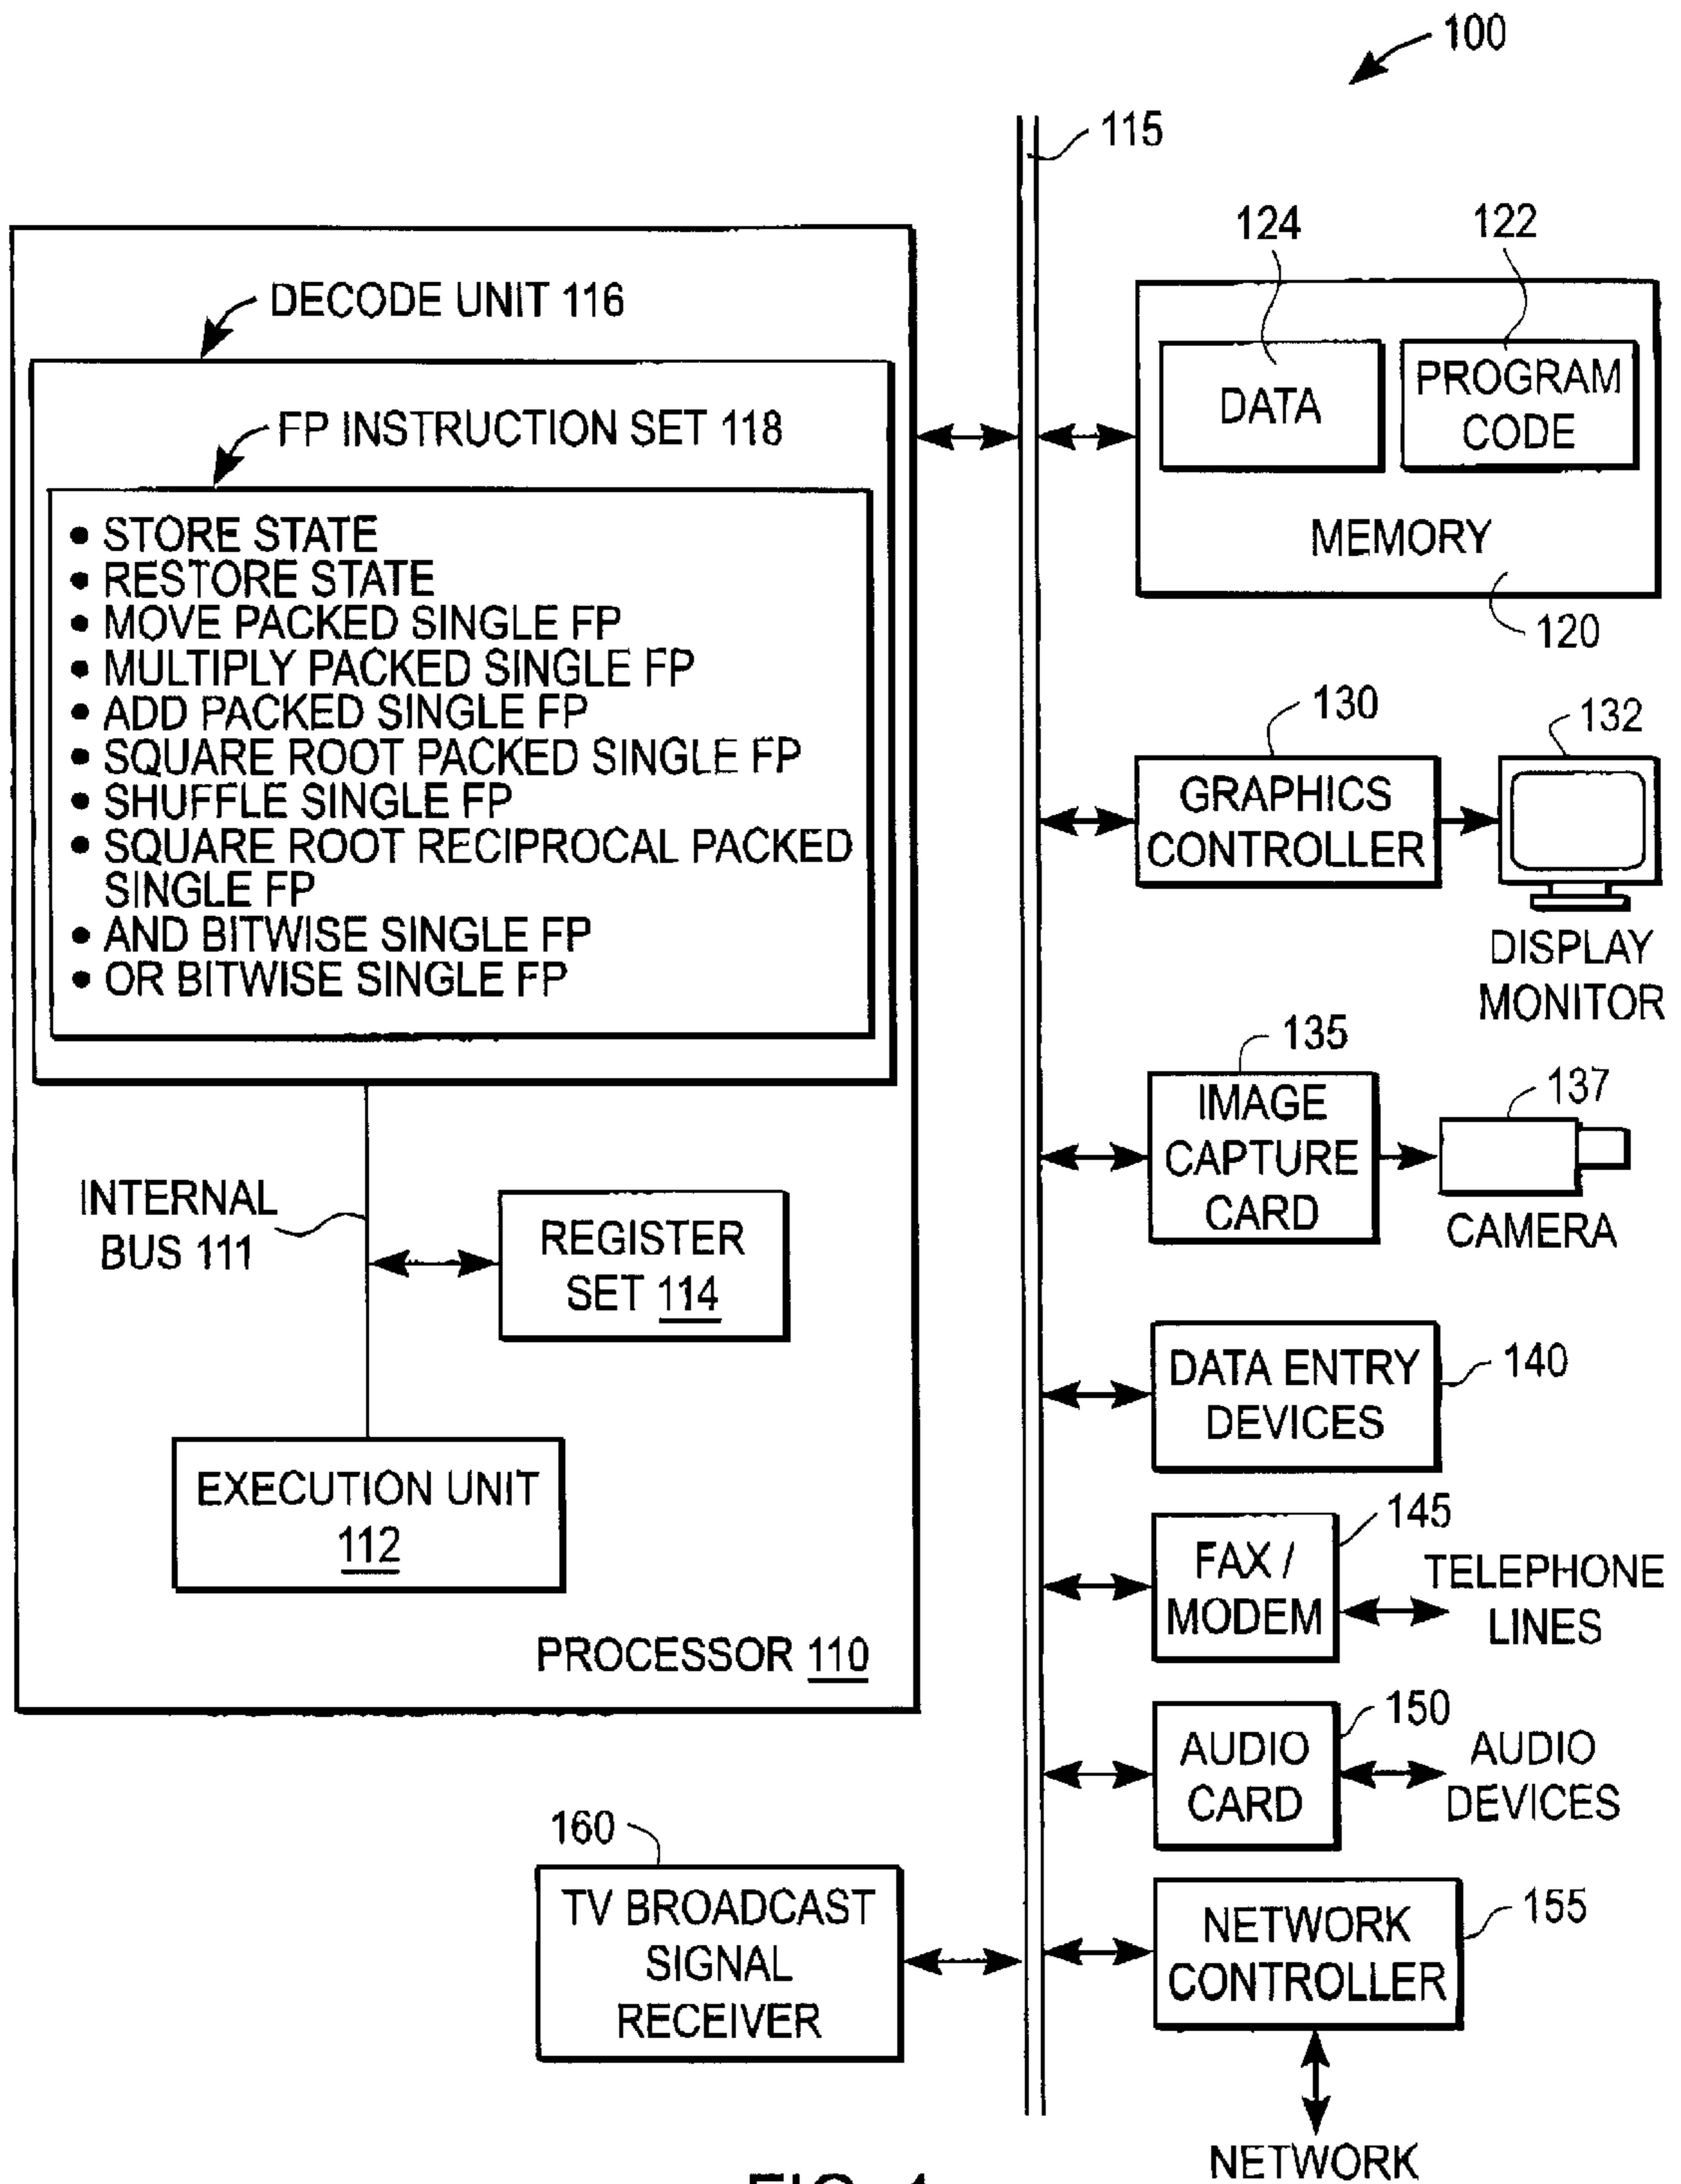 100
115
124
122
DECODE UNIT 116
FP INSTRUCTION SET 118
• STORE STATE
• RESTORE STATE
• MOVE PACKED SINGLE FP
• MULTIPLY PACKED SINGLE FP
• ADD PACKED SINGLE FP
• SQUARE ROOT PACKED SINGLE FP
• SHUFFLE SINGLE FP
• SQUARE ROOT RECIPROCAL PACKED
SINGLE FP
• AND BITWISE SINGLE FP
• OR BITWISE SINGLE FP
INTERNAL
BUS 111
REGISTER
SET 114
EXECUTION UNIT
112
PROCESSOR 110
DATA
PROGRAM
CODE
MEMORY
120
130
132
GRAPHICS
CONTROLLER
DISPLAY
MONITOR
135
137
IMAGE
CAPTURE
CARD
CAMERA
DATA ENTRY
DEVICES
140
145
FAX /
MODEM
TELEPHONE
LINES
150
AUDIO
CARD
AUDIO
DEVICES
160
TV BROADCAST
SIGNAL
RECEIVER
155
NETWORK
CONTROLLER
NETWORK
FIG. 1